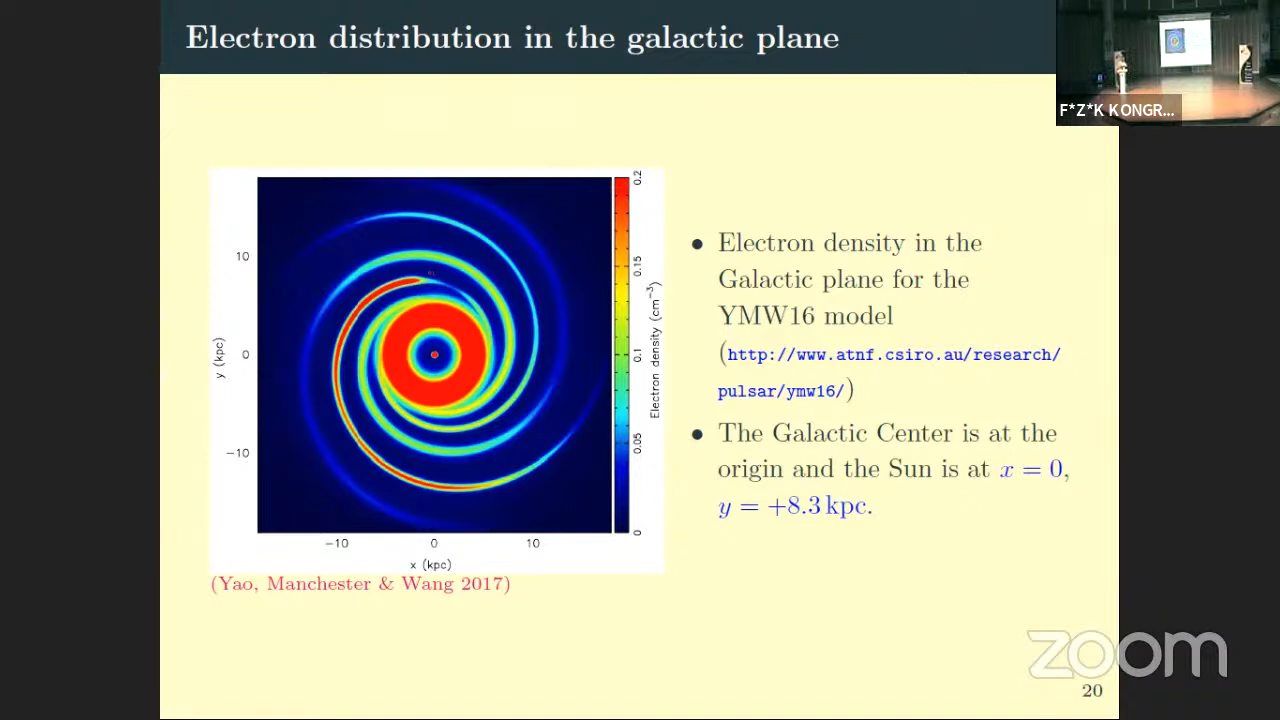 Electron distribution in the galactic plane
F*Z*K KONGR...
10
0
−10
y (kpc)
−10
0
10
x (kpc)
0.2
0.15
0.1
0.05
0
Electron density (cm−3)
• Electron density in the
Galactic plane for the
YMW16 model
(http://www.atnf.csiro.au/research/
pulsar/ymw16/)
• The Galactic Center is at the
origin and the Sun is at x = 0,
y = +8.3 kpc.
(Yao, Manchester & Wang 2017)
zoom
20